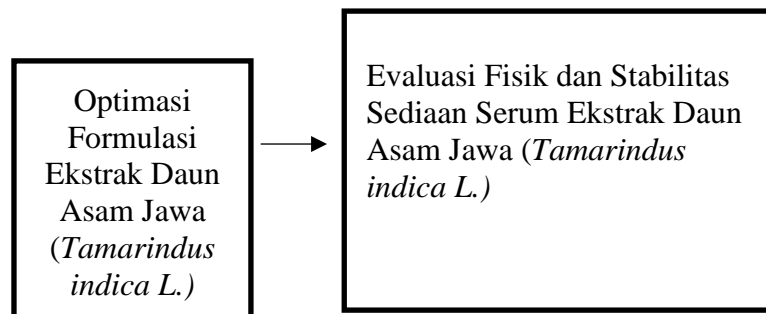 Optimasi
Formulasi
Ekstrak Daun
Asam Jawa
(Tamarindus
indica L.)
Evaluasi Fisik dan Stabilitas
Sediaan Serum Ekstrak Daun
Asam Jawa (Tamarindus
indica L.)